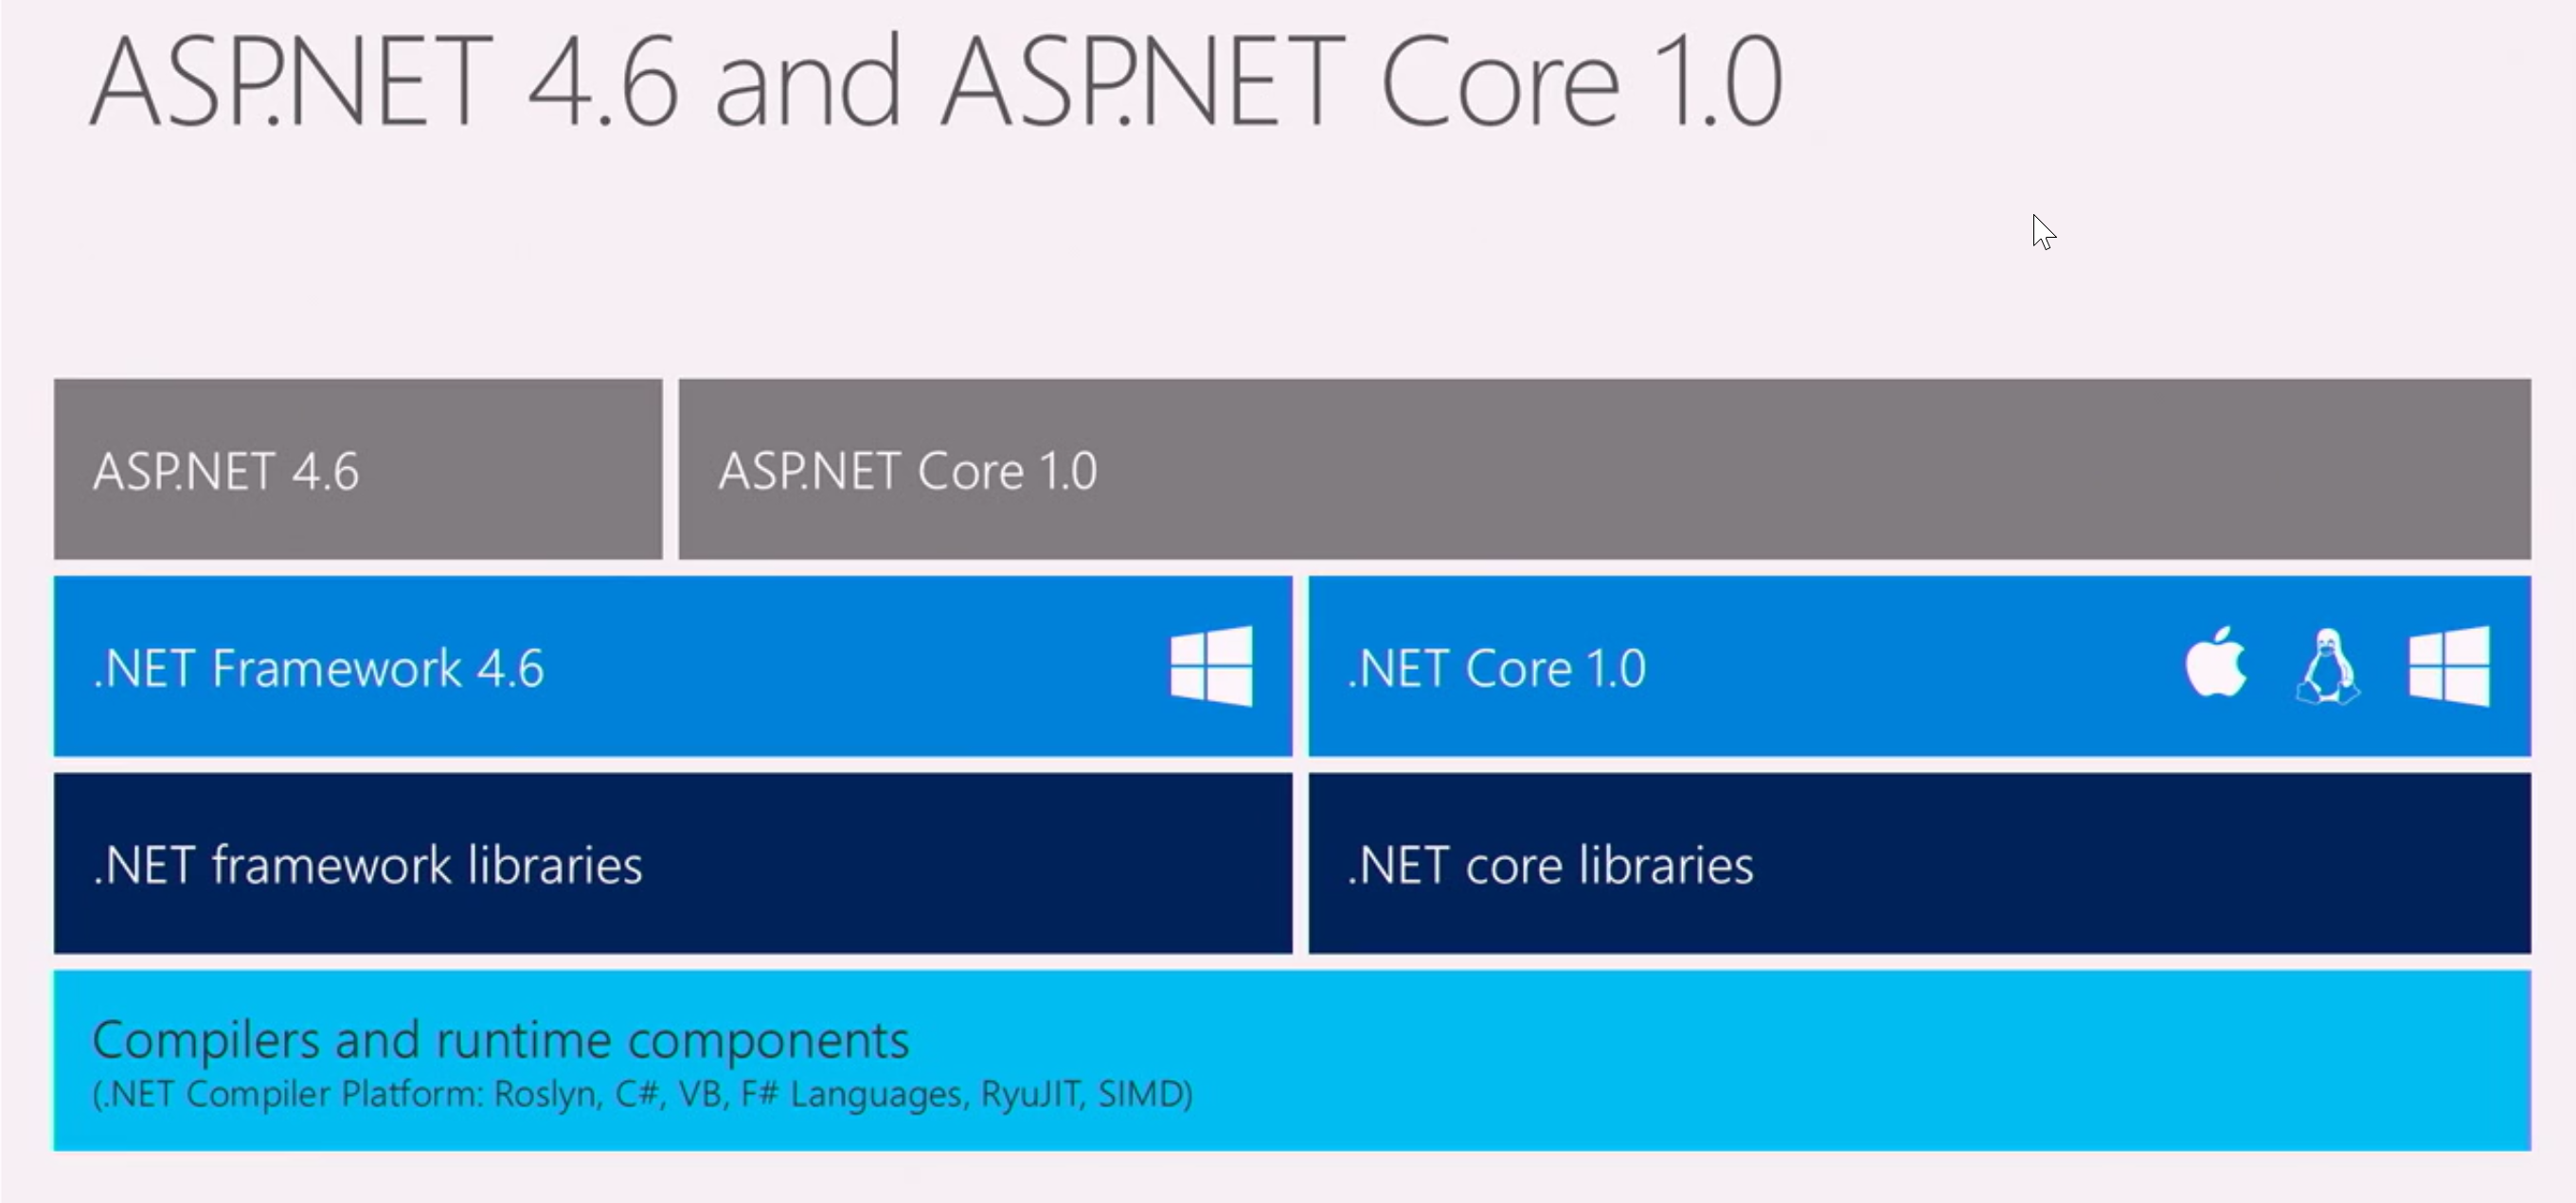 ASP.NET 4.6 and ASP.NET Core 1.0
ASP.NET 4.6
ASP.NET Core 1.0
.NET Framework 4.6
.NET Core 1.0
.NET framework libraries
.NET core libraries
Compilers and runtime components
(.NET Compiler Platform: Roslyn, C#, VB, F# Languages, RyuJIT, SIMD)